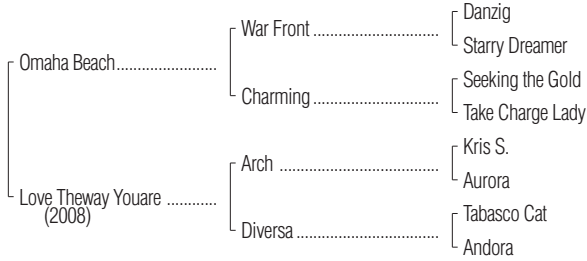 Danzig
War Front ..........................
Starry Dreamer
Omaha Beach.........................
Seeking the Gold
Charming..........................
Take Charge Lady
Kris S.
Arch ..........................
Aurora
Love Theway Youare ............
(2008)
Tabasco Cat
Diversa..........................
Andora